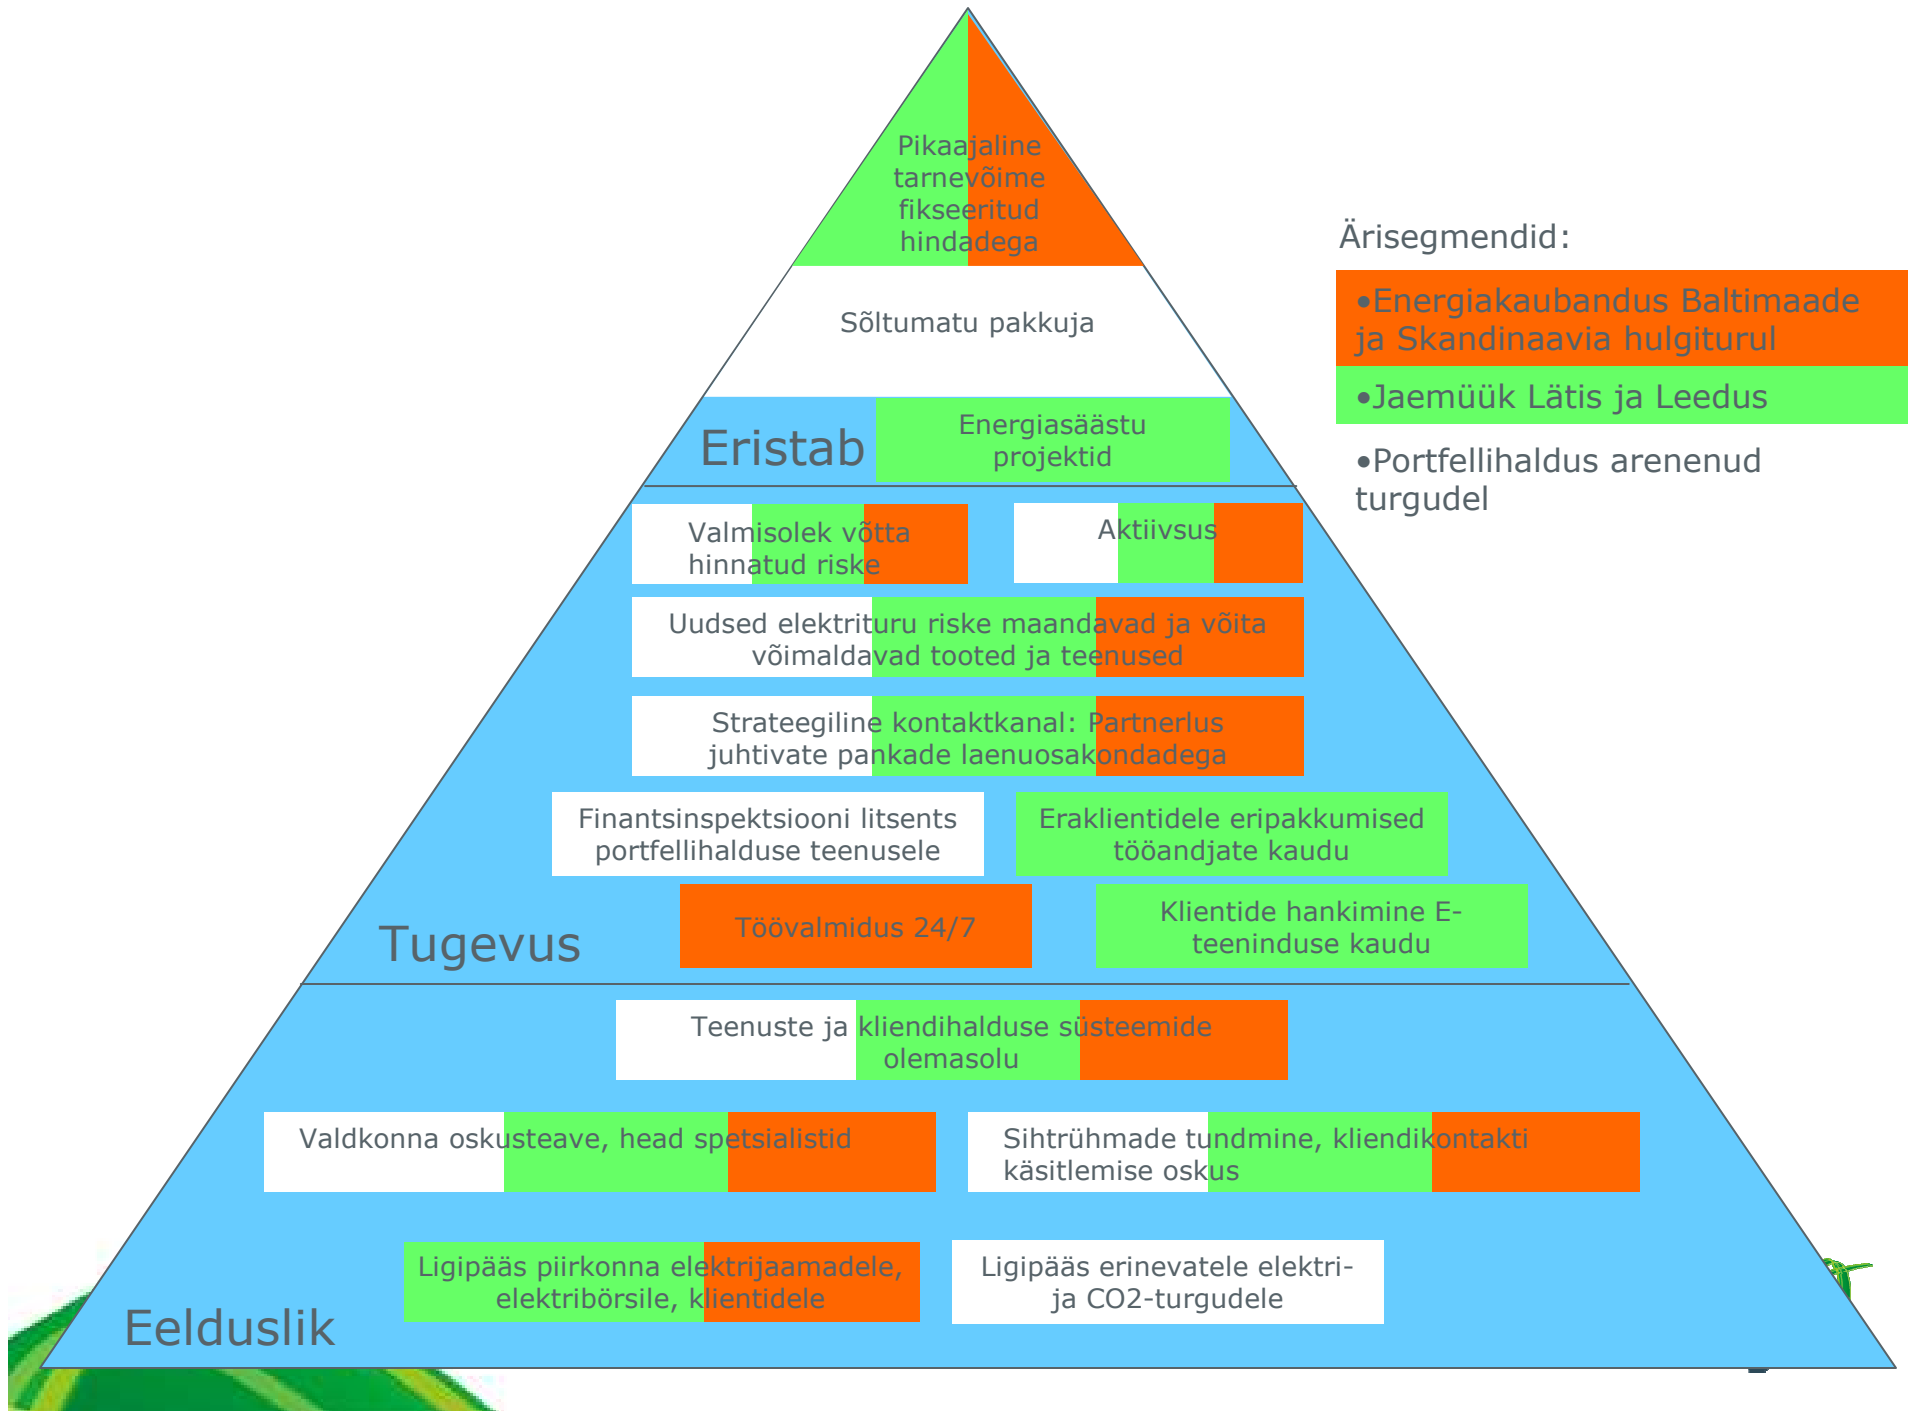 Pikaajaline
tarnevõime
fikseeritud
hindadega
Sõltumatu pakkuja
Ärisegmendid:
•Energiakaubandus Baltimaade
ja Skandinaavia hulgiturul
•Jaemüük Lätis ja Leedus
•Portfellihaldus arenenud
turgudel
Eristab
Energiasäästu
projektid
Valmisolek võtta
hinnatud riske
Aktiivsus
Uudsed elektrituru riske maandavad ja võita
võimaldavad tooted ja teenused
Strateegiline kontaktkanal: Partnerlus
juhtivate pankade laenuosakondadega
Finantsinspektsiooni litsents
portfellihalduse teenusele
Eraklientidele eripakkumised
tööandjate kaudu
Tugevus
Töövalmidus 24/7
Klientide hankimine E-
teeninduse kaudu
Teenuste ja kliendihalduse süsteemide
olemasolu
Valdkonna oskusteave, head spetsialistid
Sihtrühmade tundmine, kliendikontakti
käsitlemise oskus
Ligipääs piirkonna elektrijaamadele,
elektribörsile, klientidele
Ligipääs erinevatele elektri-
ja CO2-turgudele
Eelduslik